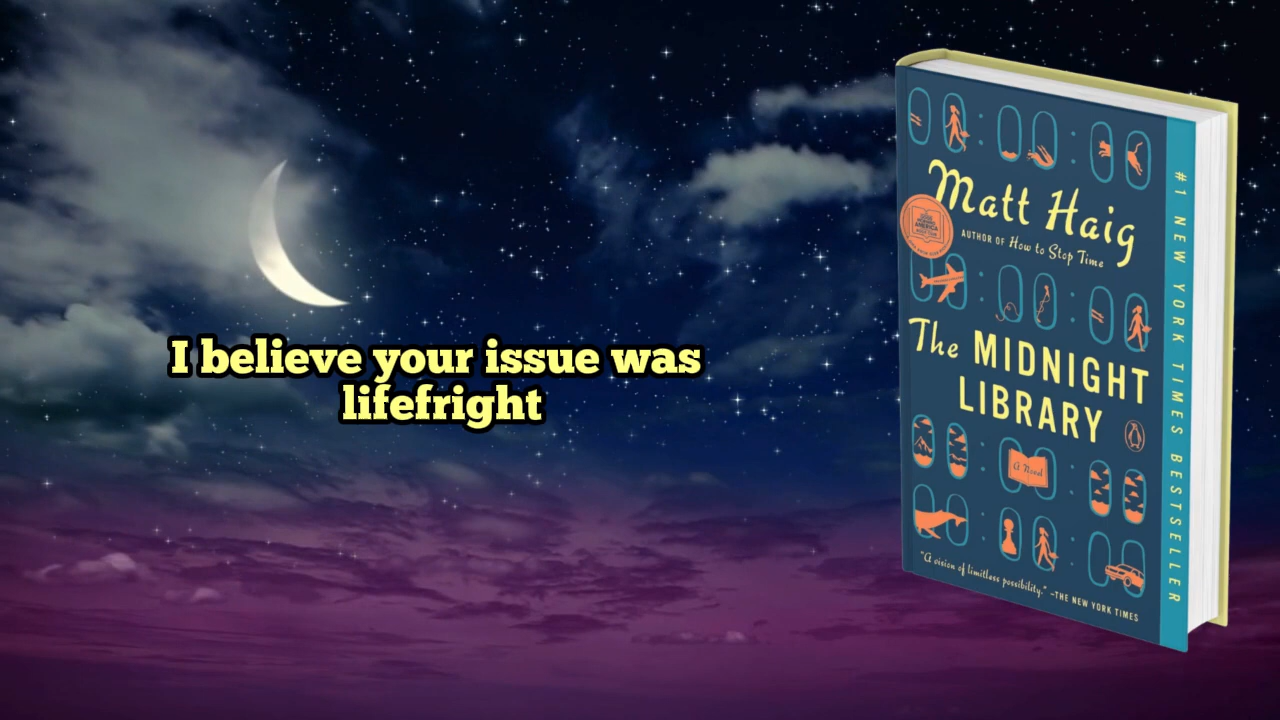 I believe your issue was
lifefright
Matt Haig
AUTHOR OF How to Stop Time
The MIDNIGHT
LIBRARY
A Novel
"A vision of limitless possibility." —THE NEW YORK TIMES
#1 NEW YORK TIMES BESTSELLER